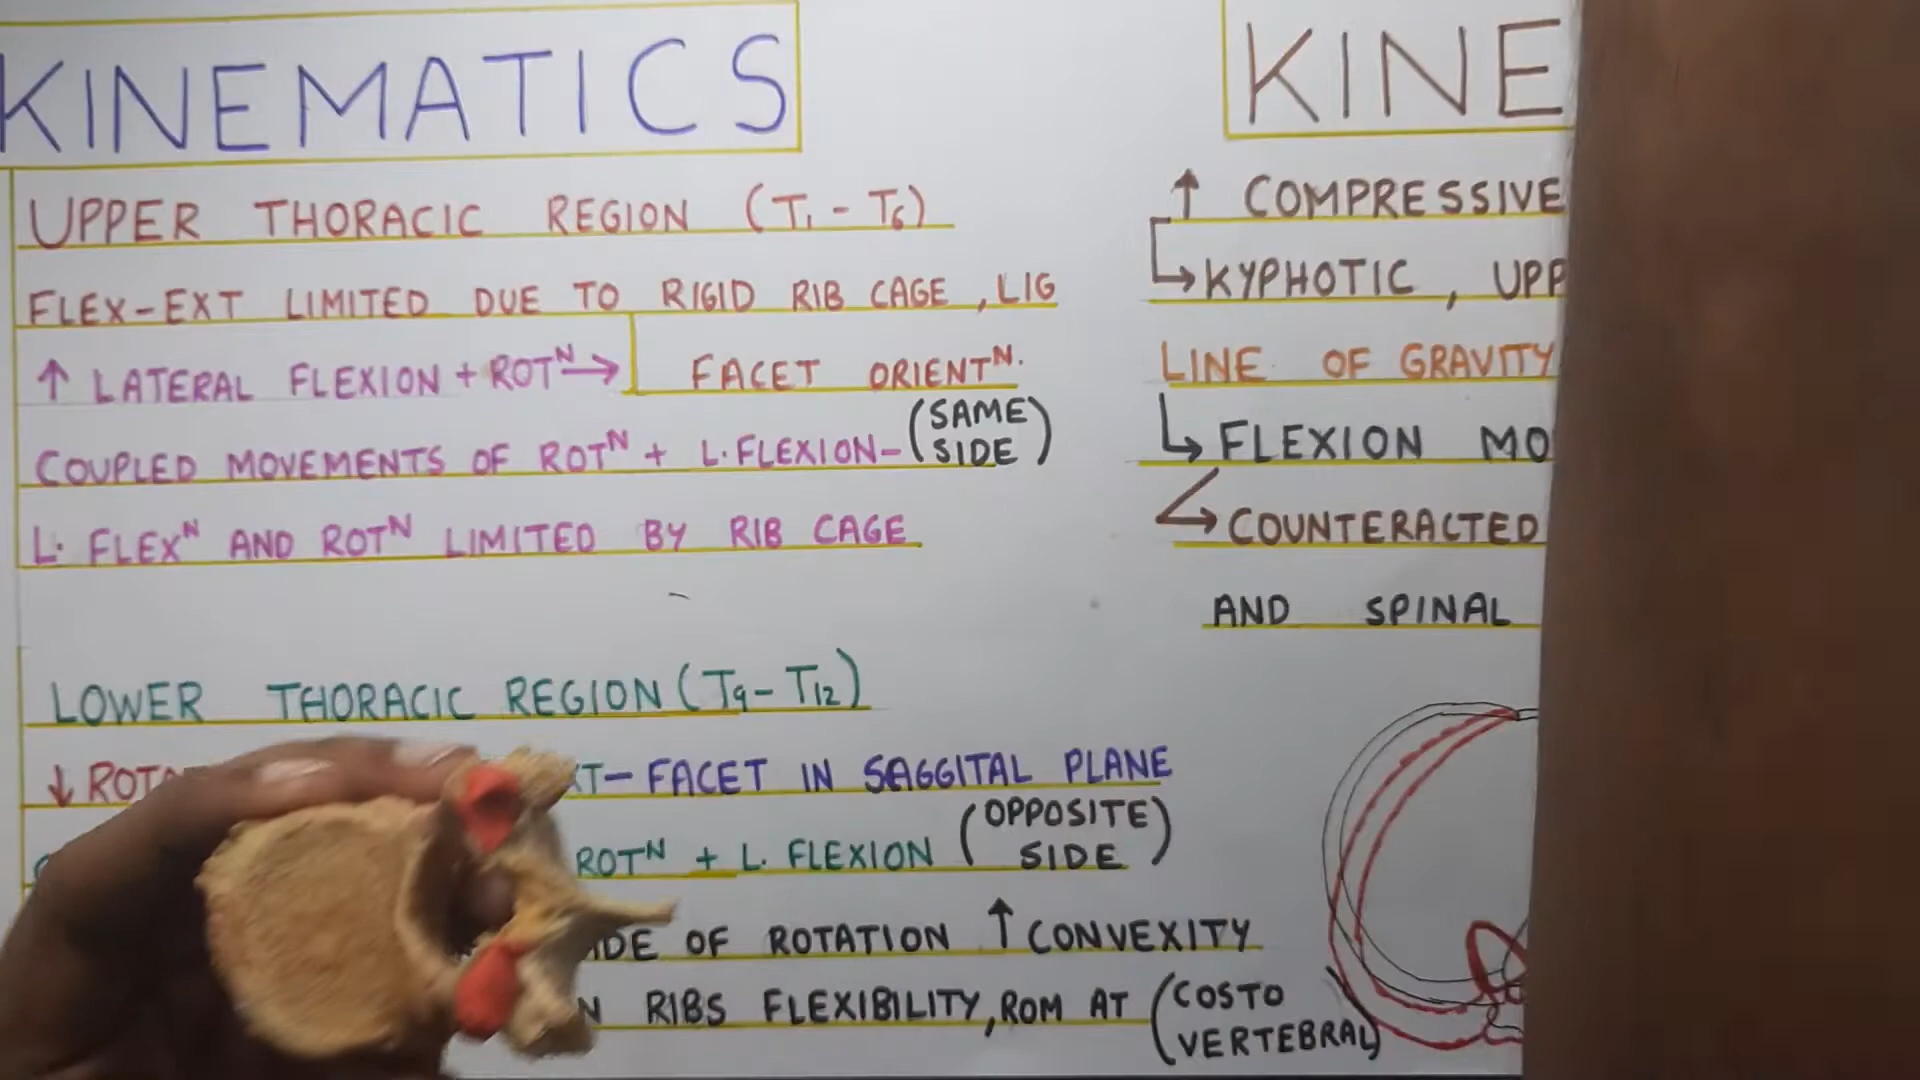 KINEMATICS
UPPER THORACIC REGION (T1 - T6)
FLEX-EXT LIMITED DUE TO RIGID RIB CAGE, LIG
↑ LATERAL FLEXION + ROTN → FACET ORIENTN.
COUPLED MOVEMENTS OF ROTN + L. FLEXION - (SAME SIDE)
L. FLEXN AND ROTN LIMITED BY RIB CAGE
LOWER THORACIC REGION (T9 - T12)
↓ - FACET IN SAGGITAL PLANE
ROTN + L. FLEXION (OPPOSITE SIDE)
OF ROTATION ↑ CONVEXITY
RIBS FLEXIBILITY, ROM AT (COSTO VERTEBRAL)
KINE
↑ COMPRESSIVE
↳ KYPHOTIC, UPP
LINE OF GRAVITY
↳ FLEXION MO
↳ COUNTERACTED
AND SPINAL